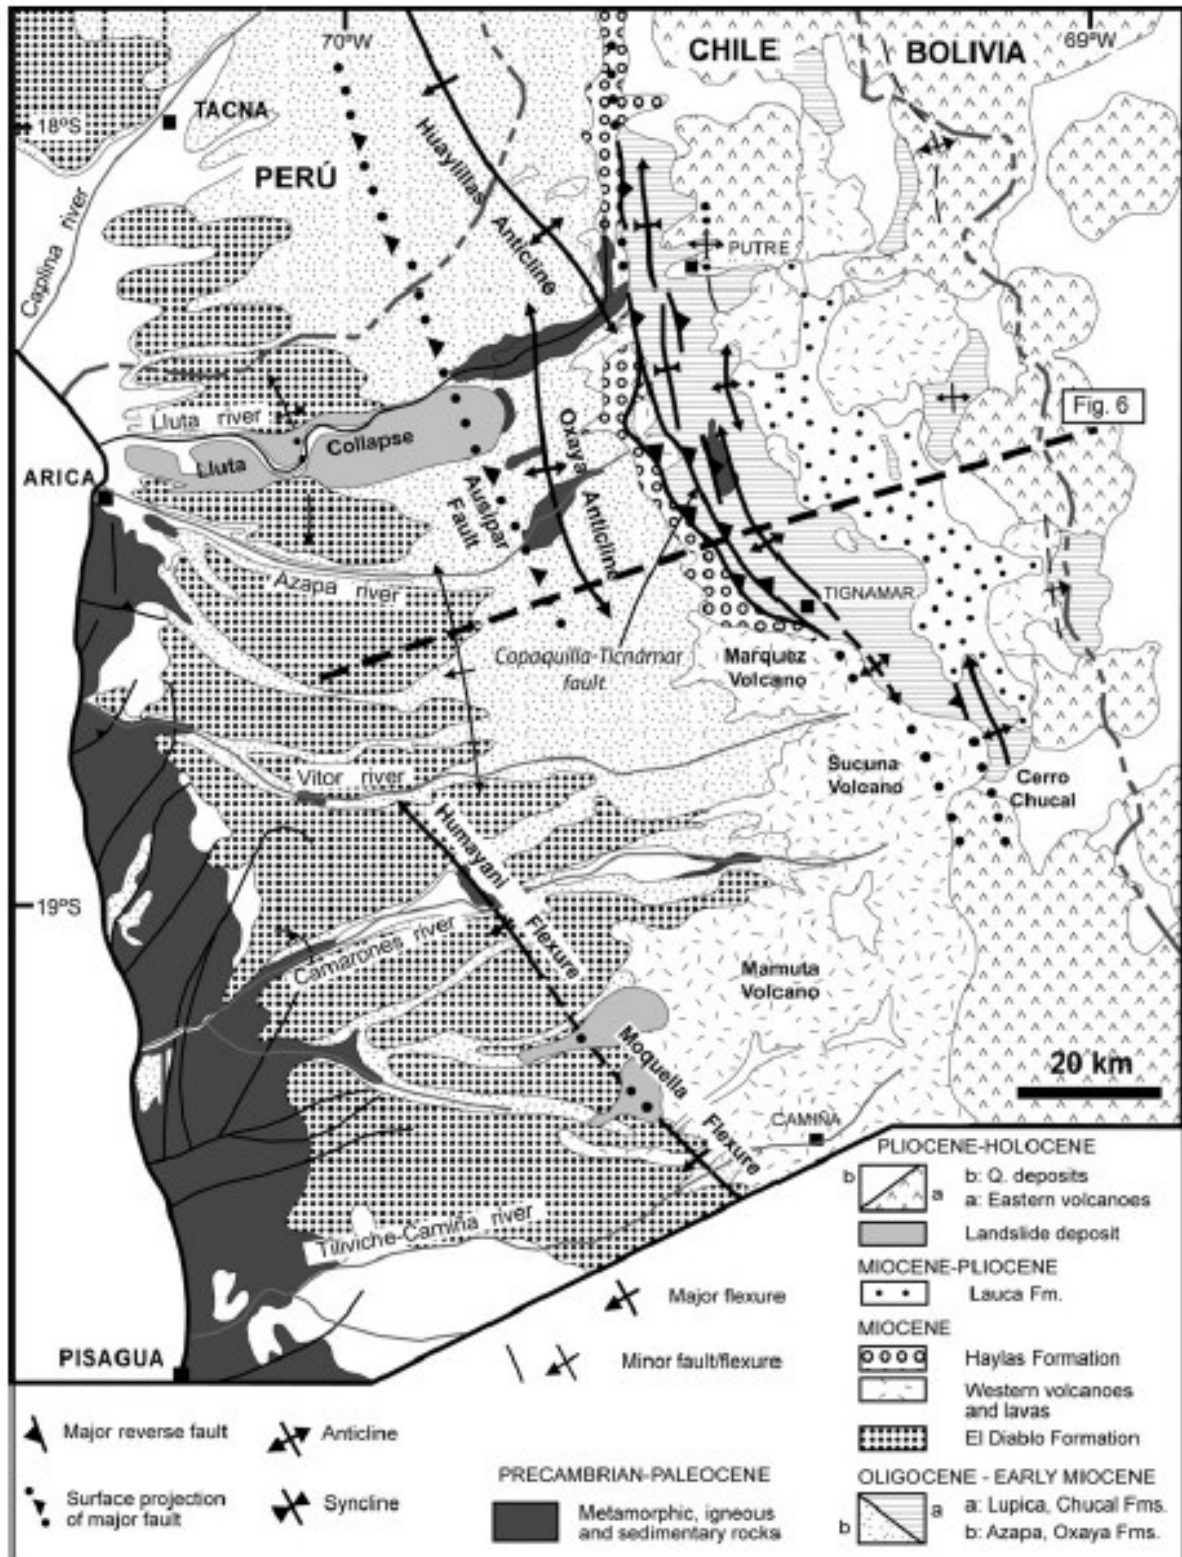 70ºW
CHILE
BOLIVIA
69ºW
TACNA
18ºS
PERÚ
Caplina river
Huaylillas Anticline
PUTRE
Fig. 6
Lluta river
Lluta Collapse
ARICA
Oxaya Anticline
Ausipar
Fault
Azapa river
TIGNAMAR
Copaquilla-Ticnámar
fault
Marquez
Volcano
Vitor river
Sucuna
Volcano
Cerro
Chucal
Humayani Flexure
19ºS
Camarones river
Mamuta
Volcano
Moquella Flexure
20 km
CAMIÑA
Tiliviche-Camiña river
PISAGUA
Major flexure
Minor fault/flexure
Major reverse fault
Anticline
Surface projection
of major fault
Syncline
PRECAMBRIAN-PALEOCENE
Metamorphic, igneous
and sedimentary rocks
PLIOCENE-HOLOCENE
b
a
b: Q. deposits
a: Eastern volcanoes
Landslide deposit
MIOCENE-PLIOCENE
Lauca Fm.
MIOCENE
Haylas Formation
Western volcanoes
and lavas
El Diablo Formation
OLIGOCENE - EARLY MIOCENE
b
a
a: Lupica, Chucal Fms.
b: Azapa, Oxaya Fms.